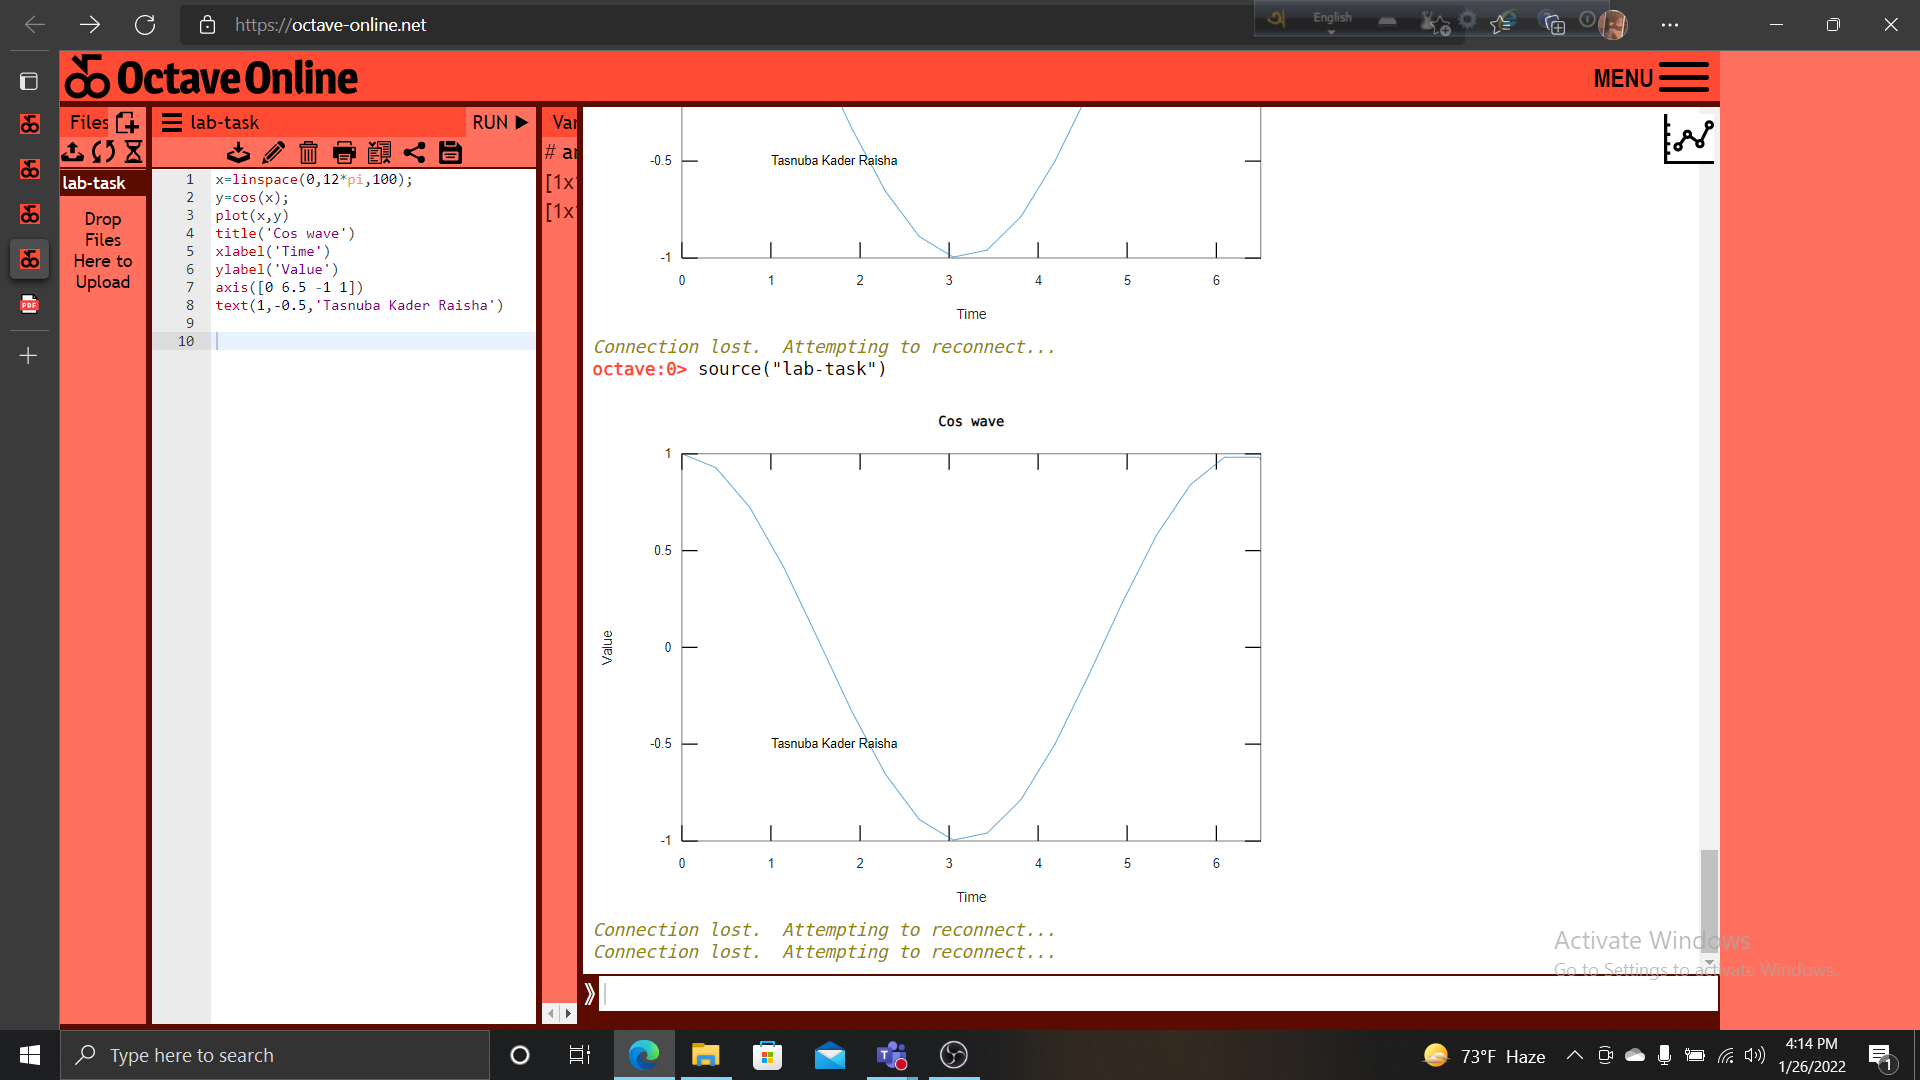 https://octave-online.net
English
Octave Online
MENU
Files
lab-task
RUN
Var
# ar
[1x
[1x
lab-task
Drop
Files
Here to
Upload
1 x=linspace(0,12*pi,100);
2 y=cos(x);
3 plot(x,y)
4 title('Cos wave')
5 xlabel('Time')
6 ylabel('Value')
7 axis([0 6.5 -1 1])
8 text(1,-0.5,'Tasnuba Kader Raisha')
9
10
-0.5
Tasnuba Kader Raisha
-1
0 1 2 3 4 5 6
Time
Connection lost. Attempting to reconnect...
octave:0> source("lab-task")
Cos wave
1
0.5
Value
0
-0.5
Tasnuba Kader Raisha
-1
0 1 2 3 4 5 6
Time
Connection lost. Attempting to reconnect...
Connection lost. Attempting to reconnect...
Activate Windows
Go to Settings to activate Windows.
PDF
Type here to search
73°F Haze
4:14 PM
1/26/2022
1